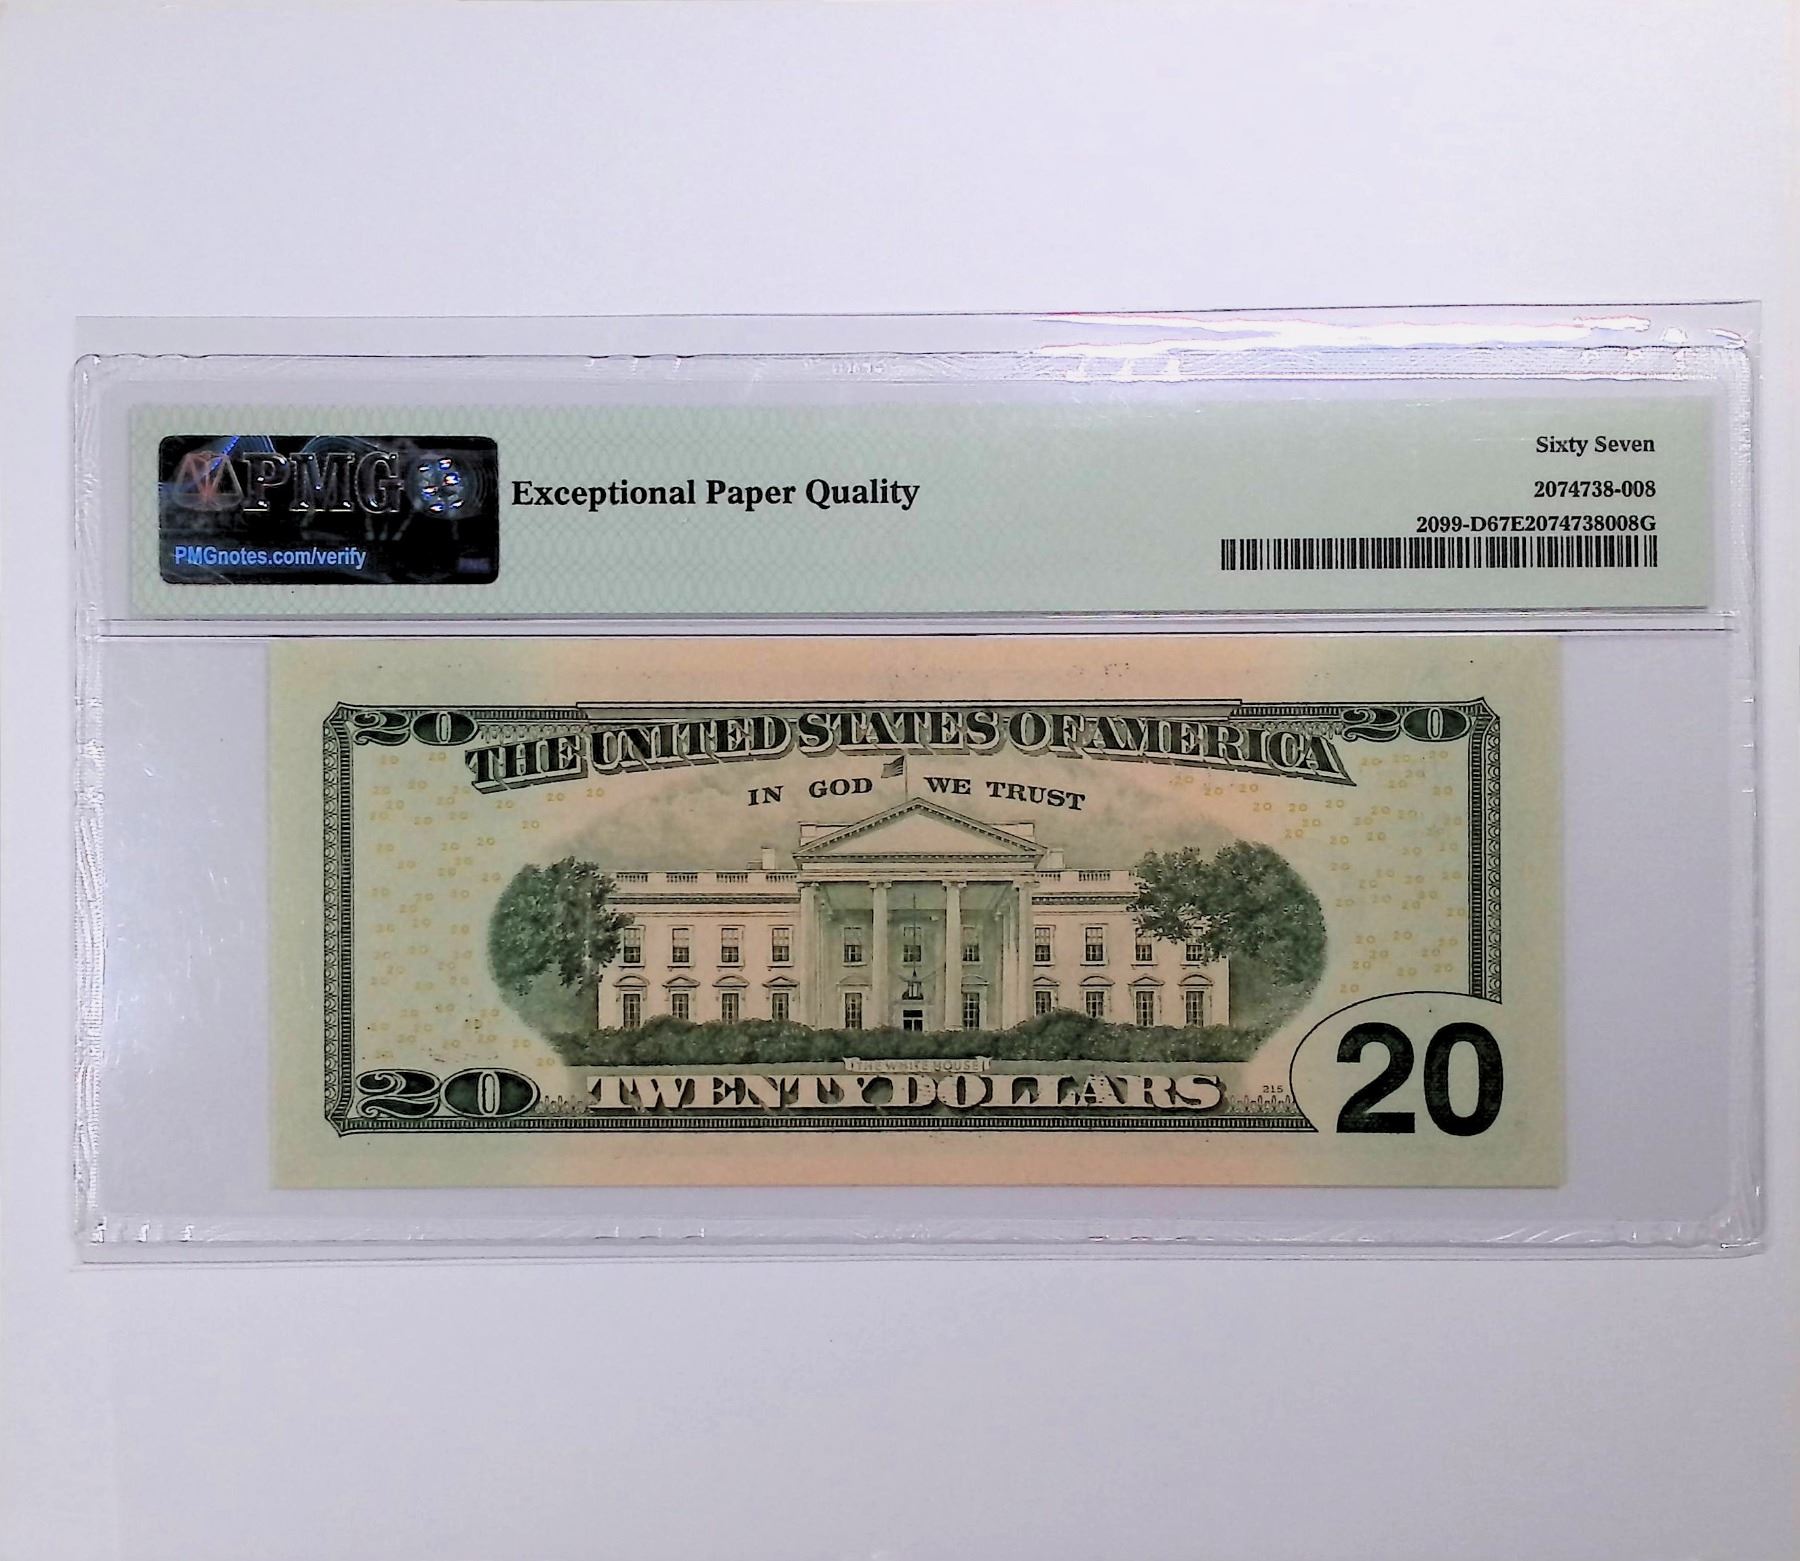 PMG
PMGnotes.com/verify
Exceptional Paper Quality
Sixty Seven
2074738-008
2099-D67E2074738008G
20 20
THE UNITED STATES OF AMERICA
IN GOD WE TRUST
THE WHITE HOUSE
20 TWENTY DOLLARS 215 20